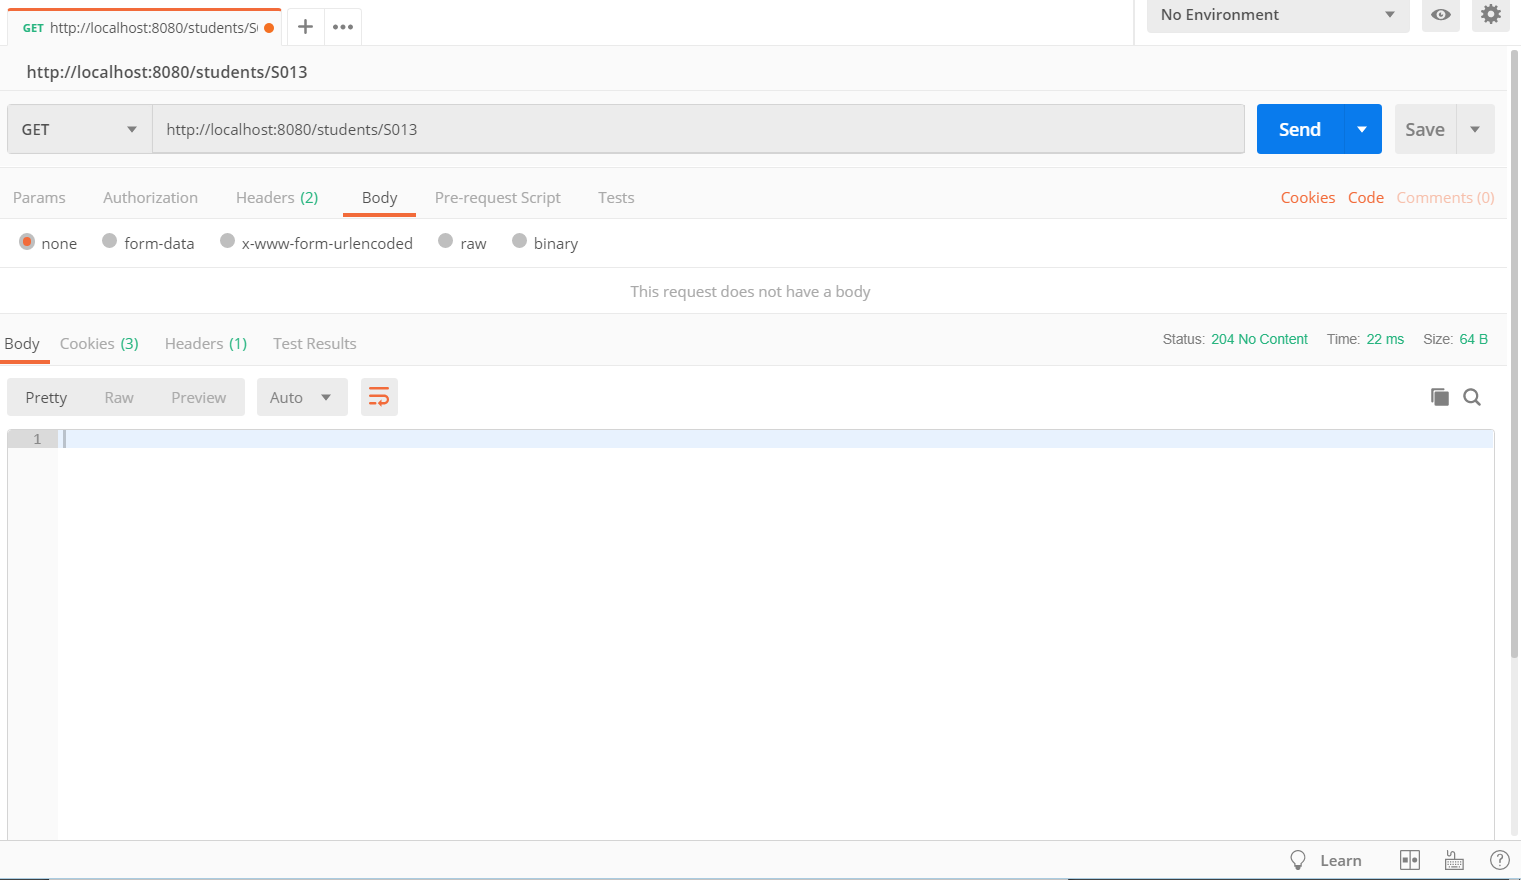 GET http://localhost:8080/students/S
No Environment
http://localhost:8080/students/S013
GET http://localhost:8080/students/S013 Send Save
Params Authorization Headers (2) Body Pre-request Script Tests Cookies Code Comments (0)
none form-data x-www-form-urlencoded raw binary
This request does not have a body
Body Cookies (3) Headers (1) Test Results Status: 204 No Content Time: 22 ms Size: 64 B
Pretty Raw Preview Auto
1
Learn